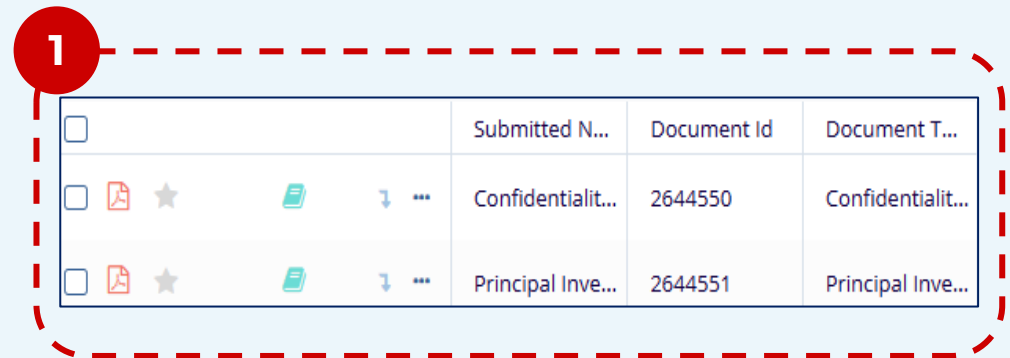 1
Submitted N... Document Id Document T...
Confidentialit... 2644550 Confidentialit...
Principal Inve... 2644551 Principal Inve...